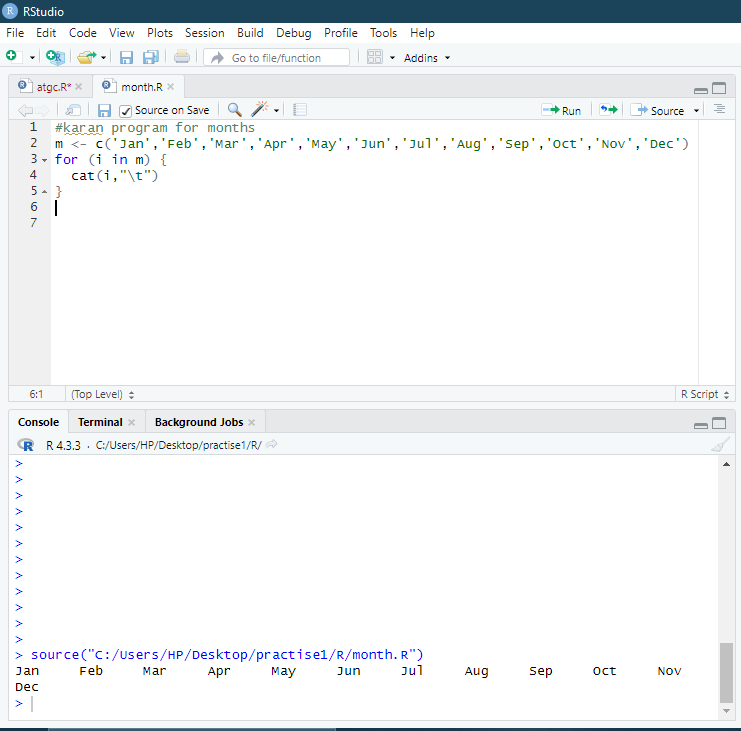 RStudio
File Edit Code View Plots Session Build Debug Profile Tools Help
Go to file/function Addins
atgc.R* month.R
Source on Save Run Source
1 #karan program for months
2 m <- c('Jan','Feb','Mar','Apr','May','Jun','Jul','Aug','Sep','Oct','Nov','Dec')
3 for (i in m) {
4 cat(i,"\t")
5 }
6
7
6:1 (Top Level) R Script
Console Terminal Background Jobs
R 4.3.3 · C:/Users/HP/Desktop/practise1/R/
>
>
>
>
>
>
>
>
>
>
>
>
> source("C:/Users/HP/Desktop/practise1/R/month.R")
Jan Feb Mar Apr May Jun Jul Aug Sep Oct Nov
Dec
>